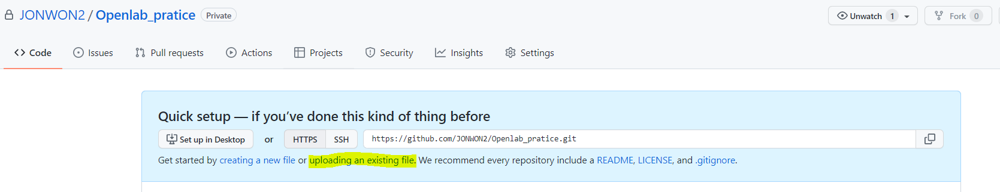 JONWON2 / Openlab_pratice Private
Unwatch 1 Fork 0
Code Issues Pull requests Actions Projects Security Insights Settings
Quick setup — if you’ve done this kind of thing before
Set up in Desktop or HTTPS SSH https://github.com/JONWON2/Openlab_pratice.git
Get started by creating a new file or uploading an existing file. We recommend every repository include a README, LICENSE, and .gitignore.